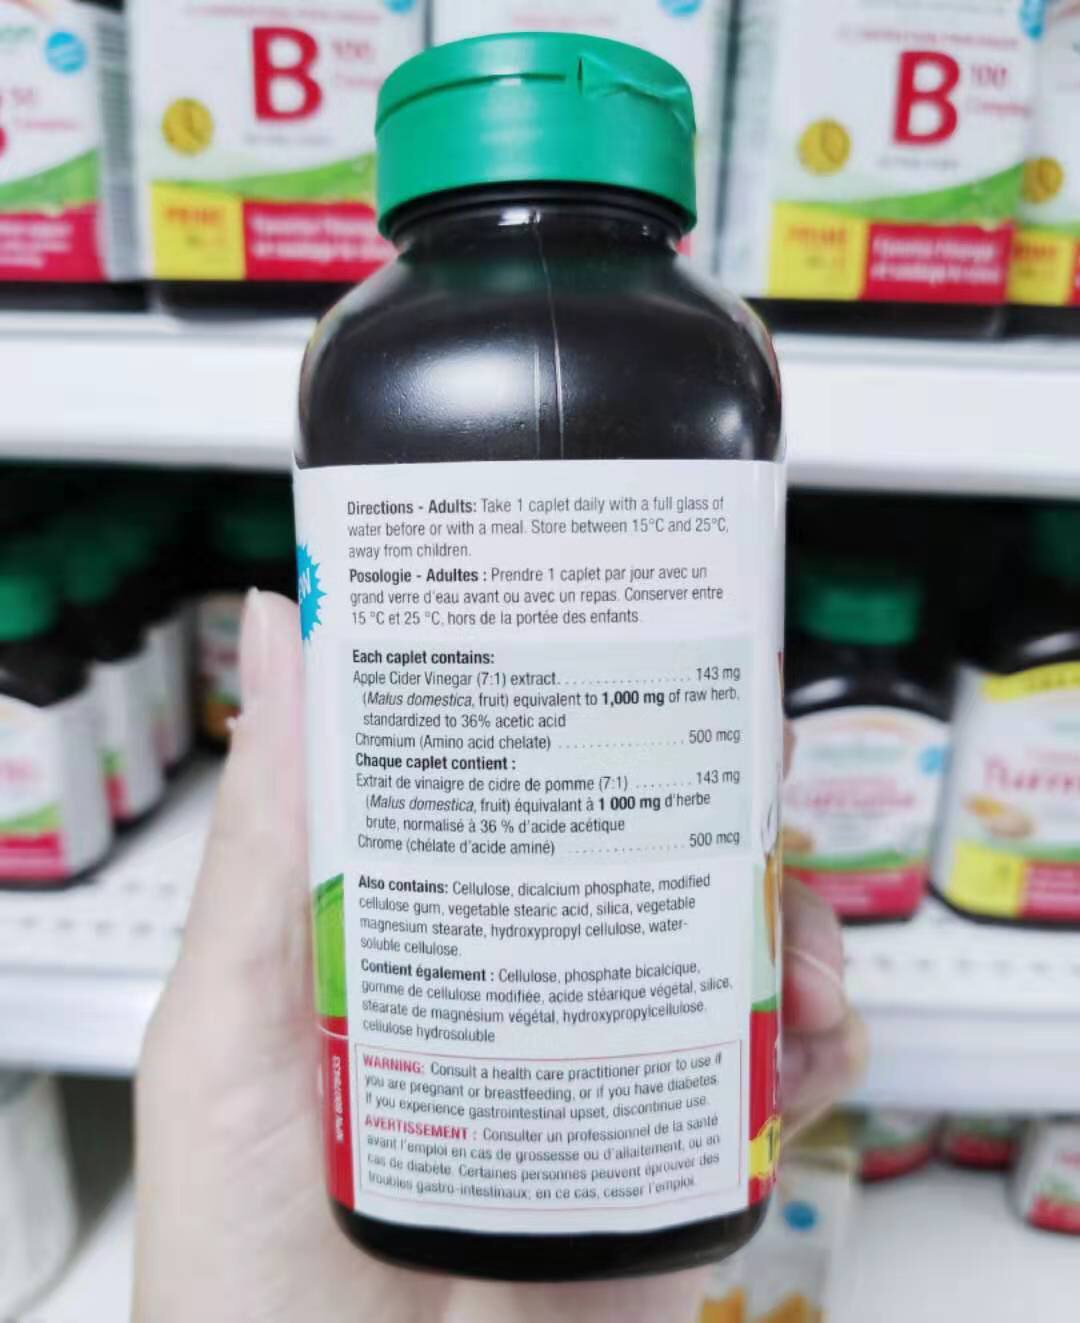 B 100
B 100
Directions - Adults: Take 1 caplet daily with a full glass of
water before or with a meal. Store between 15°C and 25°C,
away from children.
Posologie - Adultes : Prendre 1 caplet par jour avec un
grand verre d'eau avant ou avec un repas. Conserver entre
15 °C et 25 °C, hors de la portée des enfants.
Each caplet contains:
Apple Cider Vinegar (7:1) extract. . . . . . . . . . . . . . . . . . 143 mg
(Malus domestica, fruit) equivalent to 1,000 mg of raw herb,
standardized to 36% acetic acid
Chromium (Amino acid chelate) . . . . . . . . . . . . . . . . . 500 mcg
Chaque caplet contient :
Extrait de vinaigre de cidre de pomme (7:1) . . . . . . . . 143 mg
(Malus domestica, fruit) équivalant à 1 000 mg d'herbe
brute, normalisé à 36 % d'acide acétique
Chrome (chélate d'acide aminé) . . . . . . . . . . . . . . . . 500 mcg
Also contains: Cellulose, dicalcium phosphate, modified
cellulose gum, vegetable stearic acid, silica, vegetable
magnesium stearate, hydroxypropyl cellulose, water-
soluble cellulose.
Contient également : Cellulose, phosphate bicalcique,
gomme de cellulose modifiée, acide stéarique végétal, silice,
stéarate de magnésium végétal, hydroxypropylcellulose,
cellulose hydrosoluble
WARNING: Consult a health care practitioner prior to use if
you are pregnant or breastfeeding, or if you have diabetes.
If you experience gastrointestinal upset, discontinue use.
AVERTISSEMENT : Consulter un professionnel de la santé
avant l'emploi en cas de grossesse ou d'allaitement, ou en
cas de diabète. Certaines personnes peuvent éprouver des
troubles gastro-intestinaux; en ce cas, cesser l'emploi.